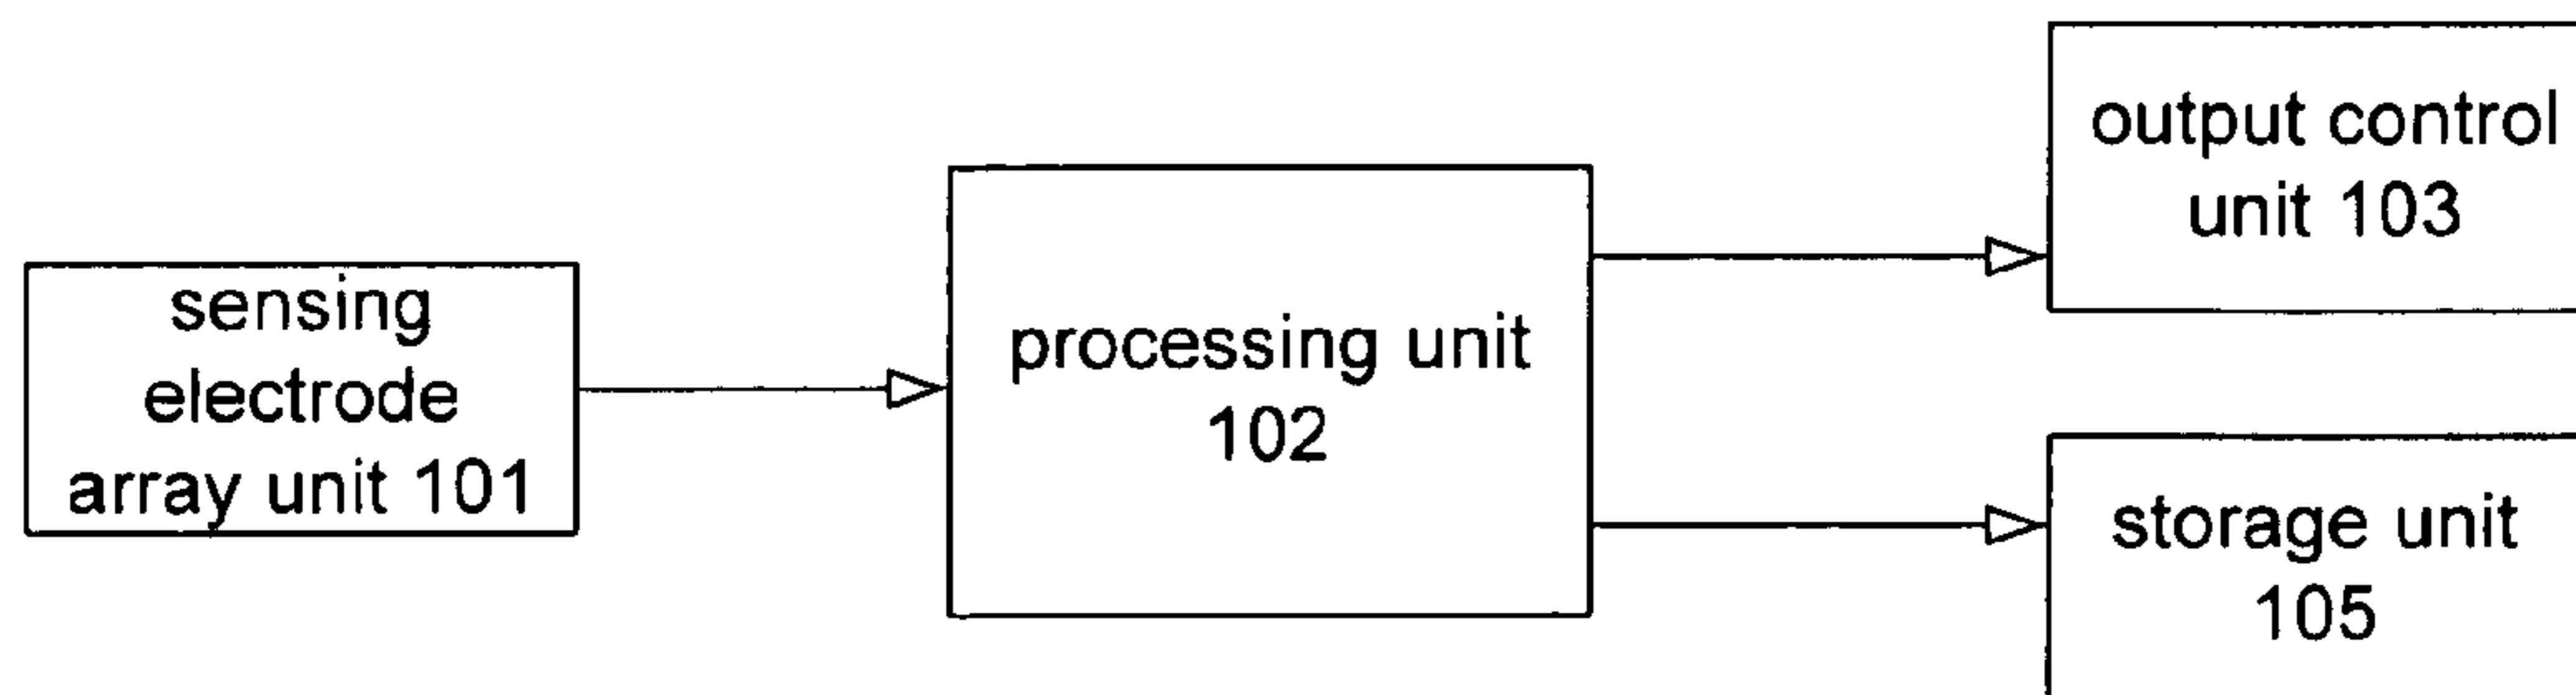 sensing
electrode
array unit 101
processing unit
102
output control
unit 103
storage unit
105